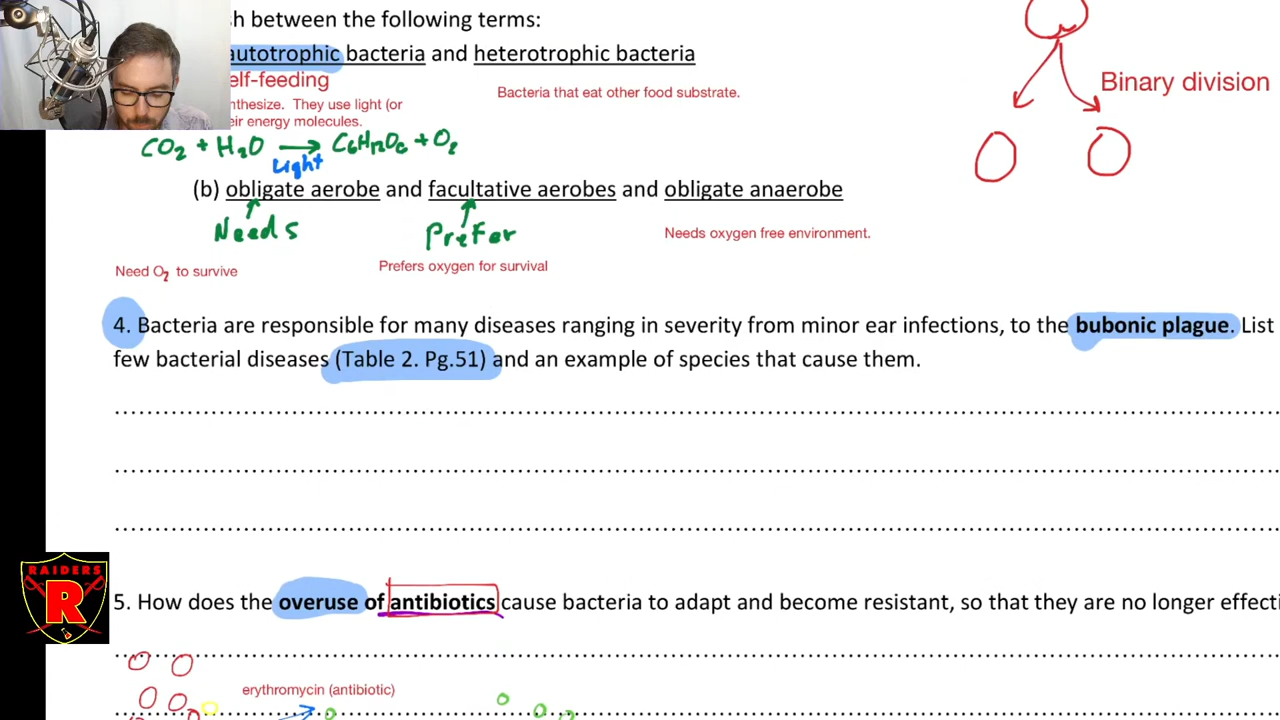 sh between the following terms:
autotrophic bacteria and heterotrophic bacteria
elf-feeding
Bacteria that eat other food substrate.
nthesize. They use light (or
eir energy molecules.
CO2 + H2O → C6H12O6 + O2
Light
Binary division
(b) obligate aerobe and facultative aerobes and obligate anaerobe
Needs
Prefer
Needs oxygen free environment.
Need O2 to survive
Prefers oxygen for survival
4. Bacteria are responsible for many diseases ranging in severity from minor ear infections, to the bubonic plague. List
few bacterial diseases (Table 2. Pg.51) and an example of species that cause them.
RAIDERS
R
5. How does the overuse of antibiotics cause bacteria to adapt and become resistant, so that they are no longer effecti
erythromycin (antibiotic)